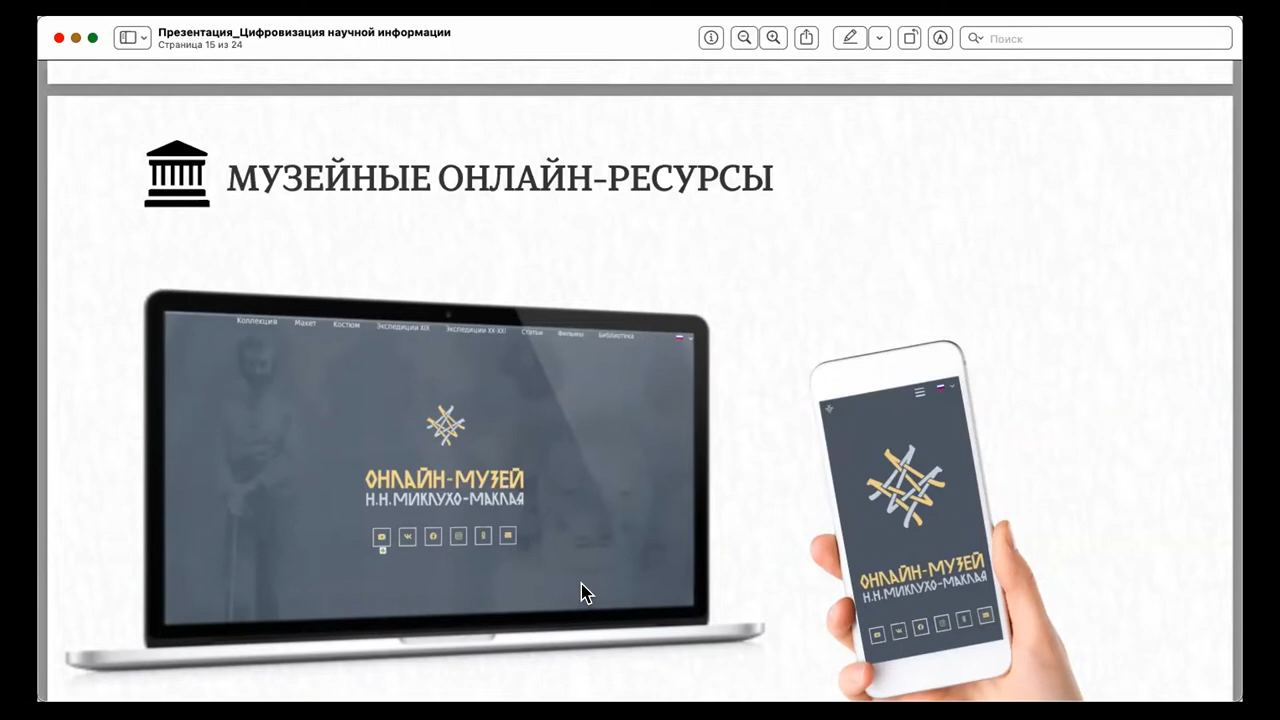 Презентация_Цифровизация научной информации
Страница 15 из 24
Поиск
МУЗЕЙНЫЕ ОНЛАЙН-РЕСУРСЫ
Коллекция Макет Костюм Экспедиции XIX Экспедиции XX-XXI Статьи Фильмы Библиотека
ОНЛАЙН-МУЗЕЙ
Н.Н.МИКЛУХО-МАКЛАЯ
ОНЛАЙН-МУЗЕЙ
Н.Н.МИКЛУХО-МАКЛАЯ